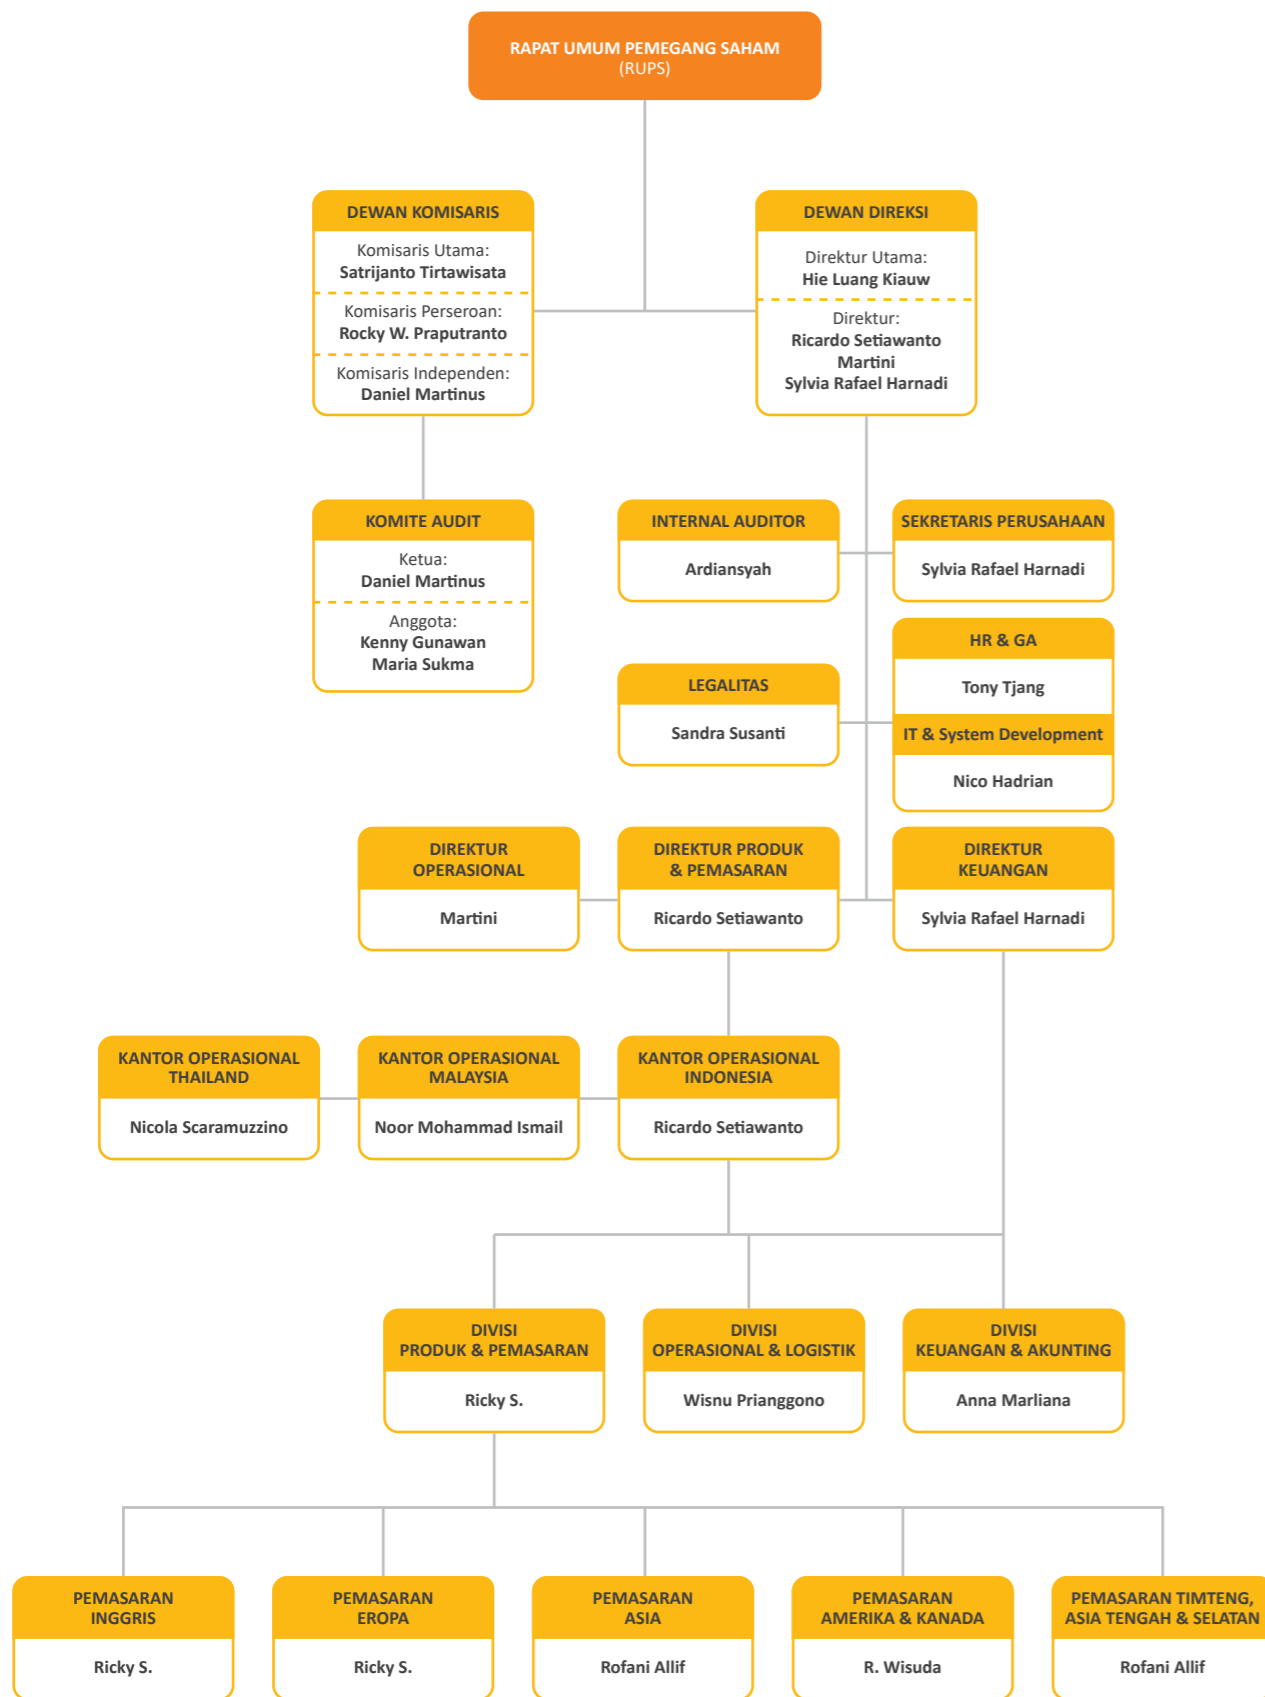 RAPAT UMUM PEMEGANG SAHAM
(RUPS)
DEWAN KOMISARIS
Komisaris Utama:
Satrijanto Tirtawisata
Komisaris Perseroan:
Rocky W. Praputranto
Komisaris Independen:
Daniel Martinus
DEWAN DIREKSI
Direktur Utama:
Hie Luang Kiauw
Direktur:
Ricardo Setiawanto
Martini
Sylvia Rafael Harnadi
KOMITE AUDIT
Ketua:
Daniel Martinus
Anggota:
Kenny Gunawan
Maria Sukma
INTERNAL AUDITOR
Ardiansyah
SEKRETARIS PERUSAHAAN
Sylvia Rafael Harnadi
LEGALITAS
Sandra Susanti
HR & GA
Tony Tjang
IT & System Development
Nico Hadrian
DIREKTUR
OPERASIONAL
Martini
DIREKTUR PRODUK
& PEMASARAN
Ricardo Setiawanto
DIREKTUR
KEUANGAN
Sylvia Rafael Harnadi
KANTOR OPERASIONAL
THAILAND
Nicola Scaramuzzino
KANTOR OPERASIONAL
MALAYSIA
Noor Mohammad Ismail
KANTOR OPERASIONAL
INDONESIA
Ricardo Setiawanto
DIVISI
PRODUK & PEMASARAN
Ricky S.
DIVISI
OPERASIONAL & LOGISTIK
Wisnu Prianggono
DIVISI
KEUANGAN & AKUNTING
Anna Marliana
PEMASARAN
INGGRIS
Ricky S.
PEMASARAN
EROPA
Ricky S.
PEMASARAN
ASIA
Rofani Allif
PEMASARAN
AMERIKA & KANADA
R. Wisuda
PEMASARAN TIMTENG,
ASIA TENGAH & SELATAN
Rofani Allif